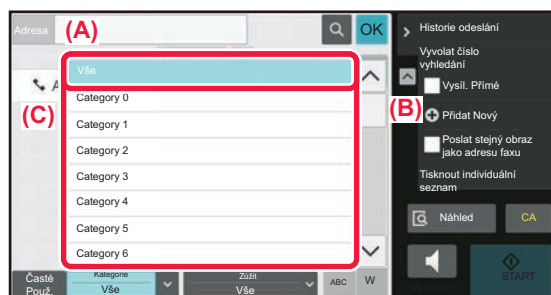 Adresa
(A)
OK
Historie odeslání
Vyvolat číslo
vyhledání
Vysíl. Přímé
(B)
Přidat Nový
Poslat stejný obraz
jako adresu faxu
Tisknout individuální
seznam
Náhled
CA
START
(C)
A
Vše
Category 0
Category 1
Category 2
Category 3
Category 4
Category 5
Category 6
Časté
Použ.
Kategorie
Vše
Zúžit
Vše
ABC
W